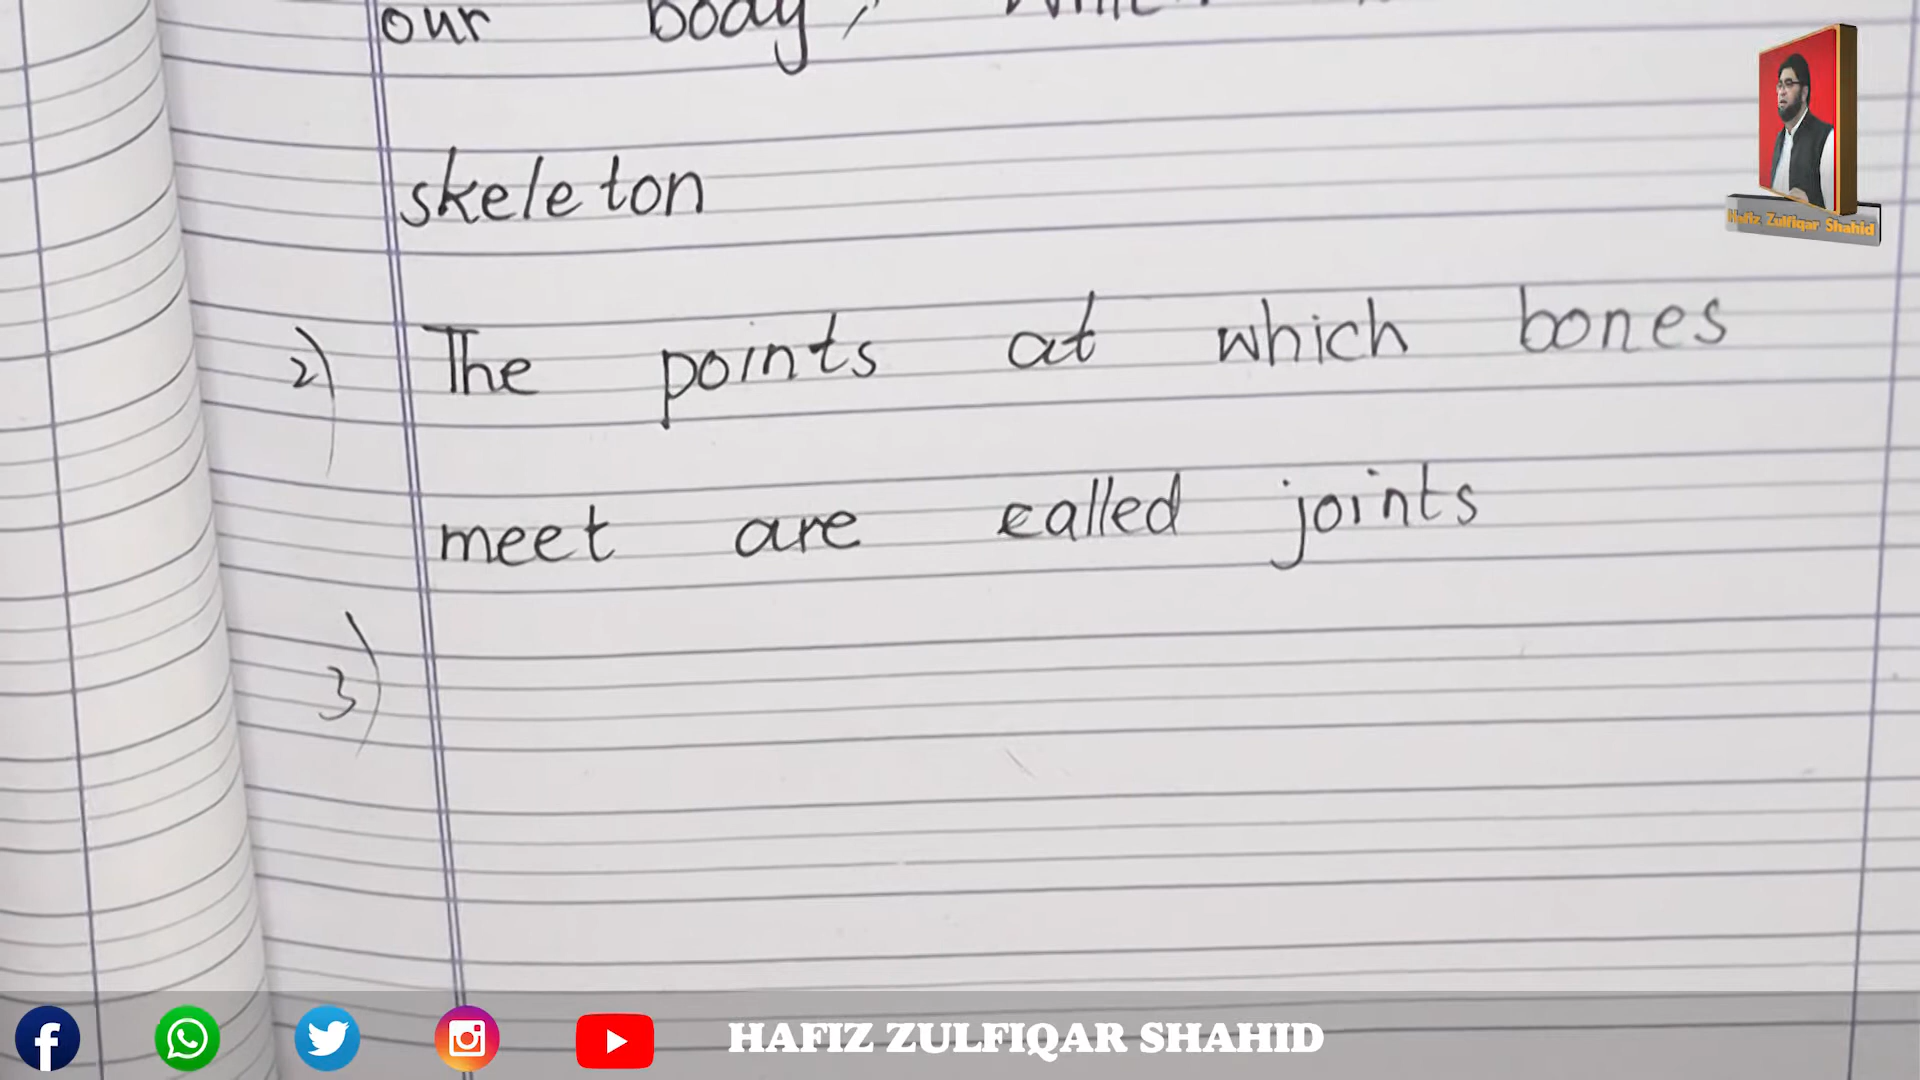 our body,
skeleton
2) The points at which bones
meet are called joints
3)
Hafiz Zulfiqar Shahid
HAFIZ ZULFIQAR SHAHID